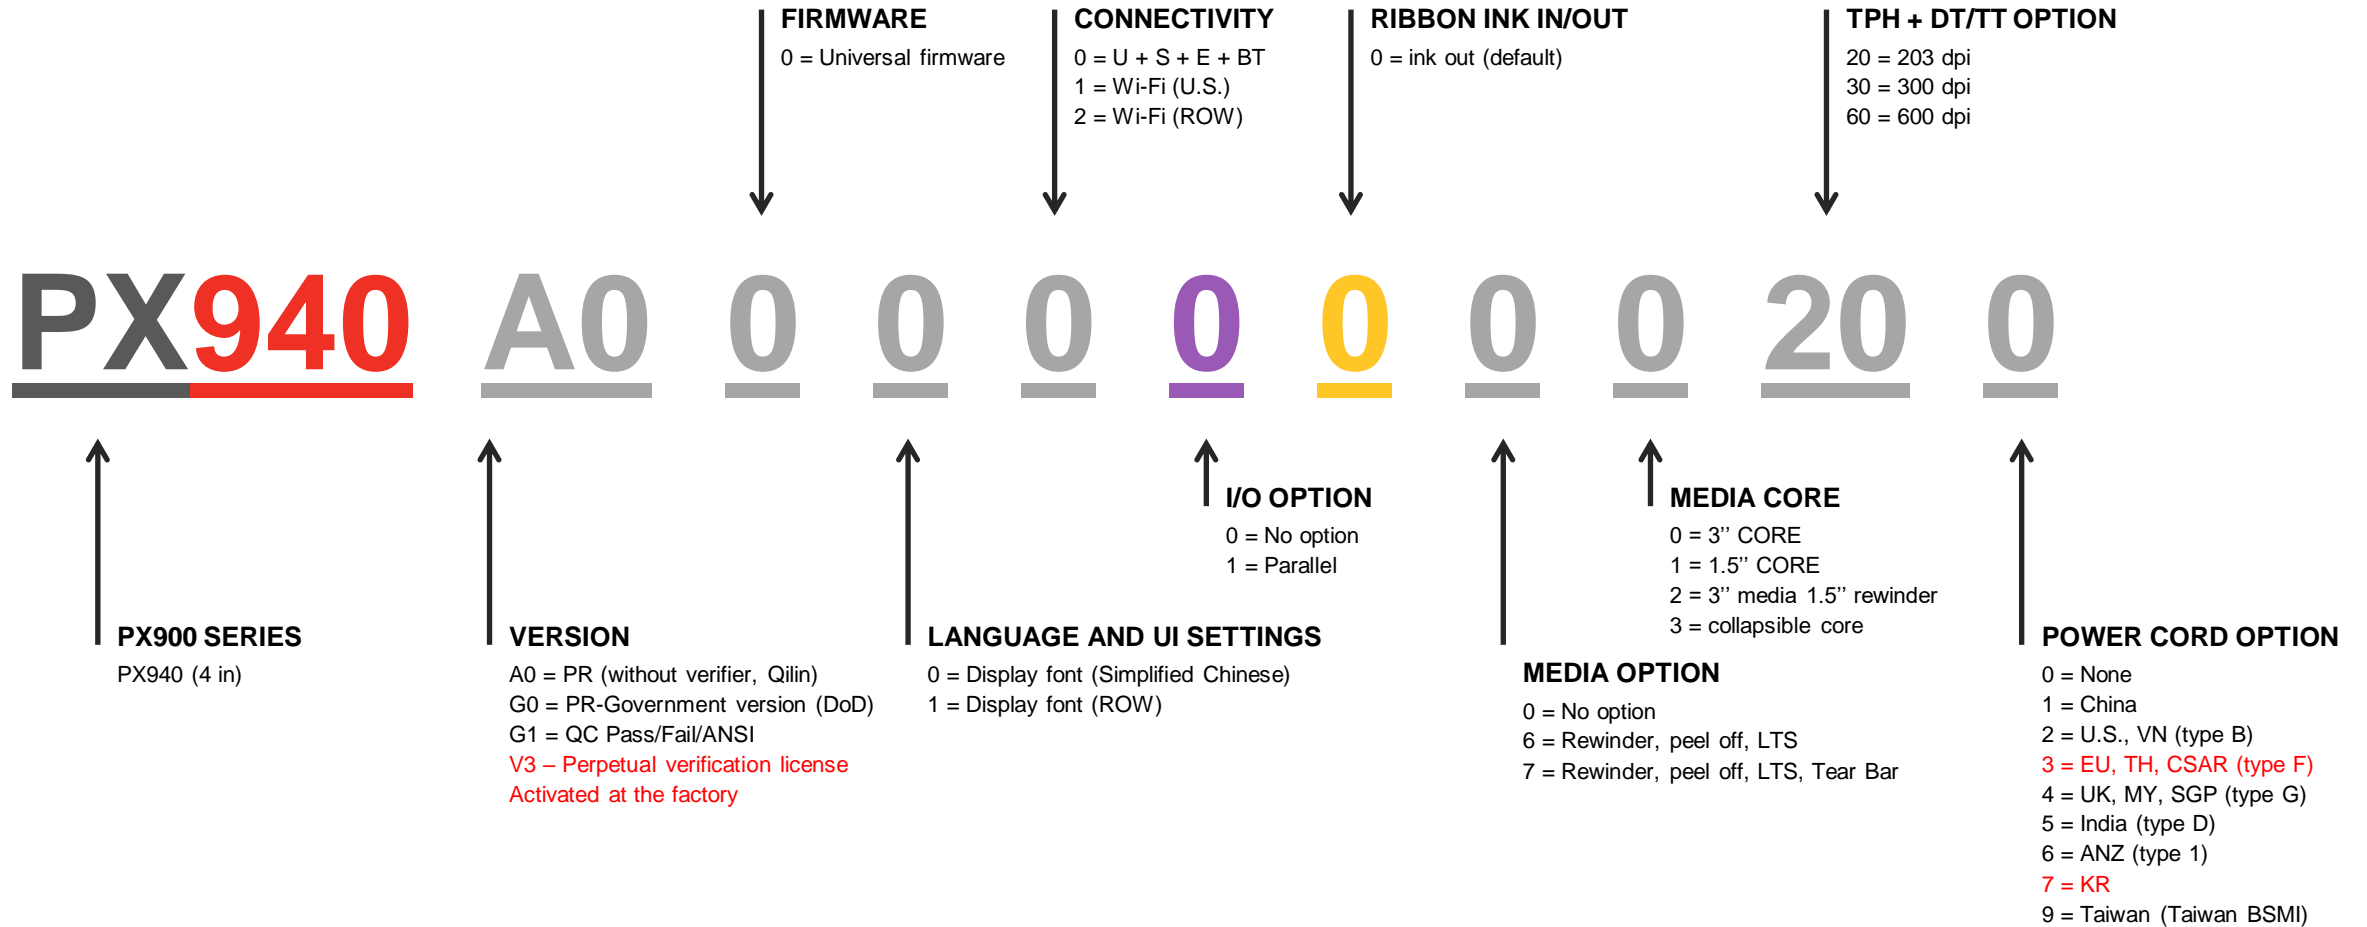 FIRMWARE
0 = Universal firmware
CONNECTIVITY
0 = U + S + E + BT
1 = Wi-Fi (U.S.)
2 = Wi-Fi (ROW)
RIBBON INK IN/OUT
0 = ink out (default)
TPH + DT/TT OPTION
20 = 203 dpi
30 = 300 dpi
60 = 600 dpi
PX940 A0 0 0 0 0 0 0 0 20 0
PX900 SERIES
PX940 (4 in)
VERSION
A0 = PR (without verifier, Qilin)
G0 = PR-Government version (DoD)
G1 = QC Pass/Fail/ANSI
V3 – Perpetual verification license
Activated at the factory
LANGUAGE AND UI SETTINGS
0 = Display font (Simplified Chinese)
1 = Display font (ROW)
I/O OPTION
0 = No option
1 = Parallel
MEDIA OPTION
0 = No option
6 = Rewinder, peel off, LTS
7 = Rewinder, peel off, LTS, Tear Bar
MEDIA CORE
0 = 3’’ CORE
1 = 1.5’’ CORE
2 = 3’’ media 1.5’’ rewinder
3 = collapsible core
POWER CORD OPTION
0 = None
1 = China
2 = U.S., VN (type B)
3 = EU, TH, CSAR (type F)
4 = UK, MY, SGP (type G)
5 = India (type D)
6 = ANZ (type 1)
7 = KR
9 = Taiwan (Taiwan BSMI)